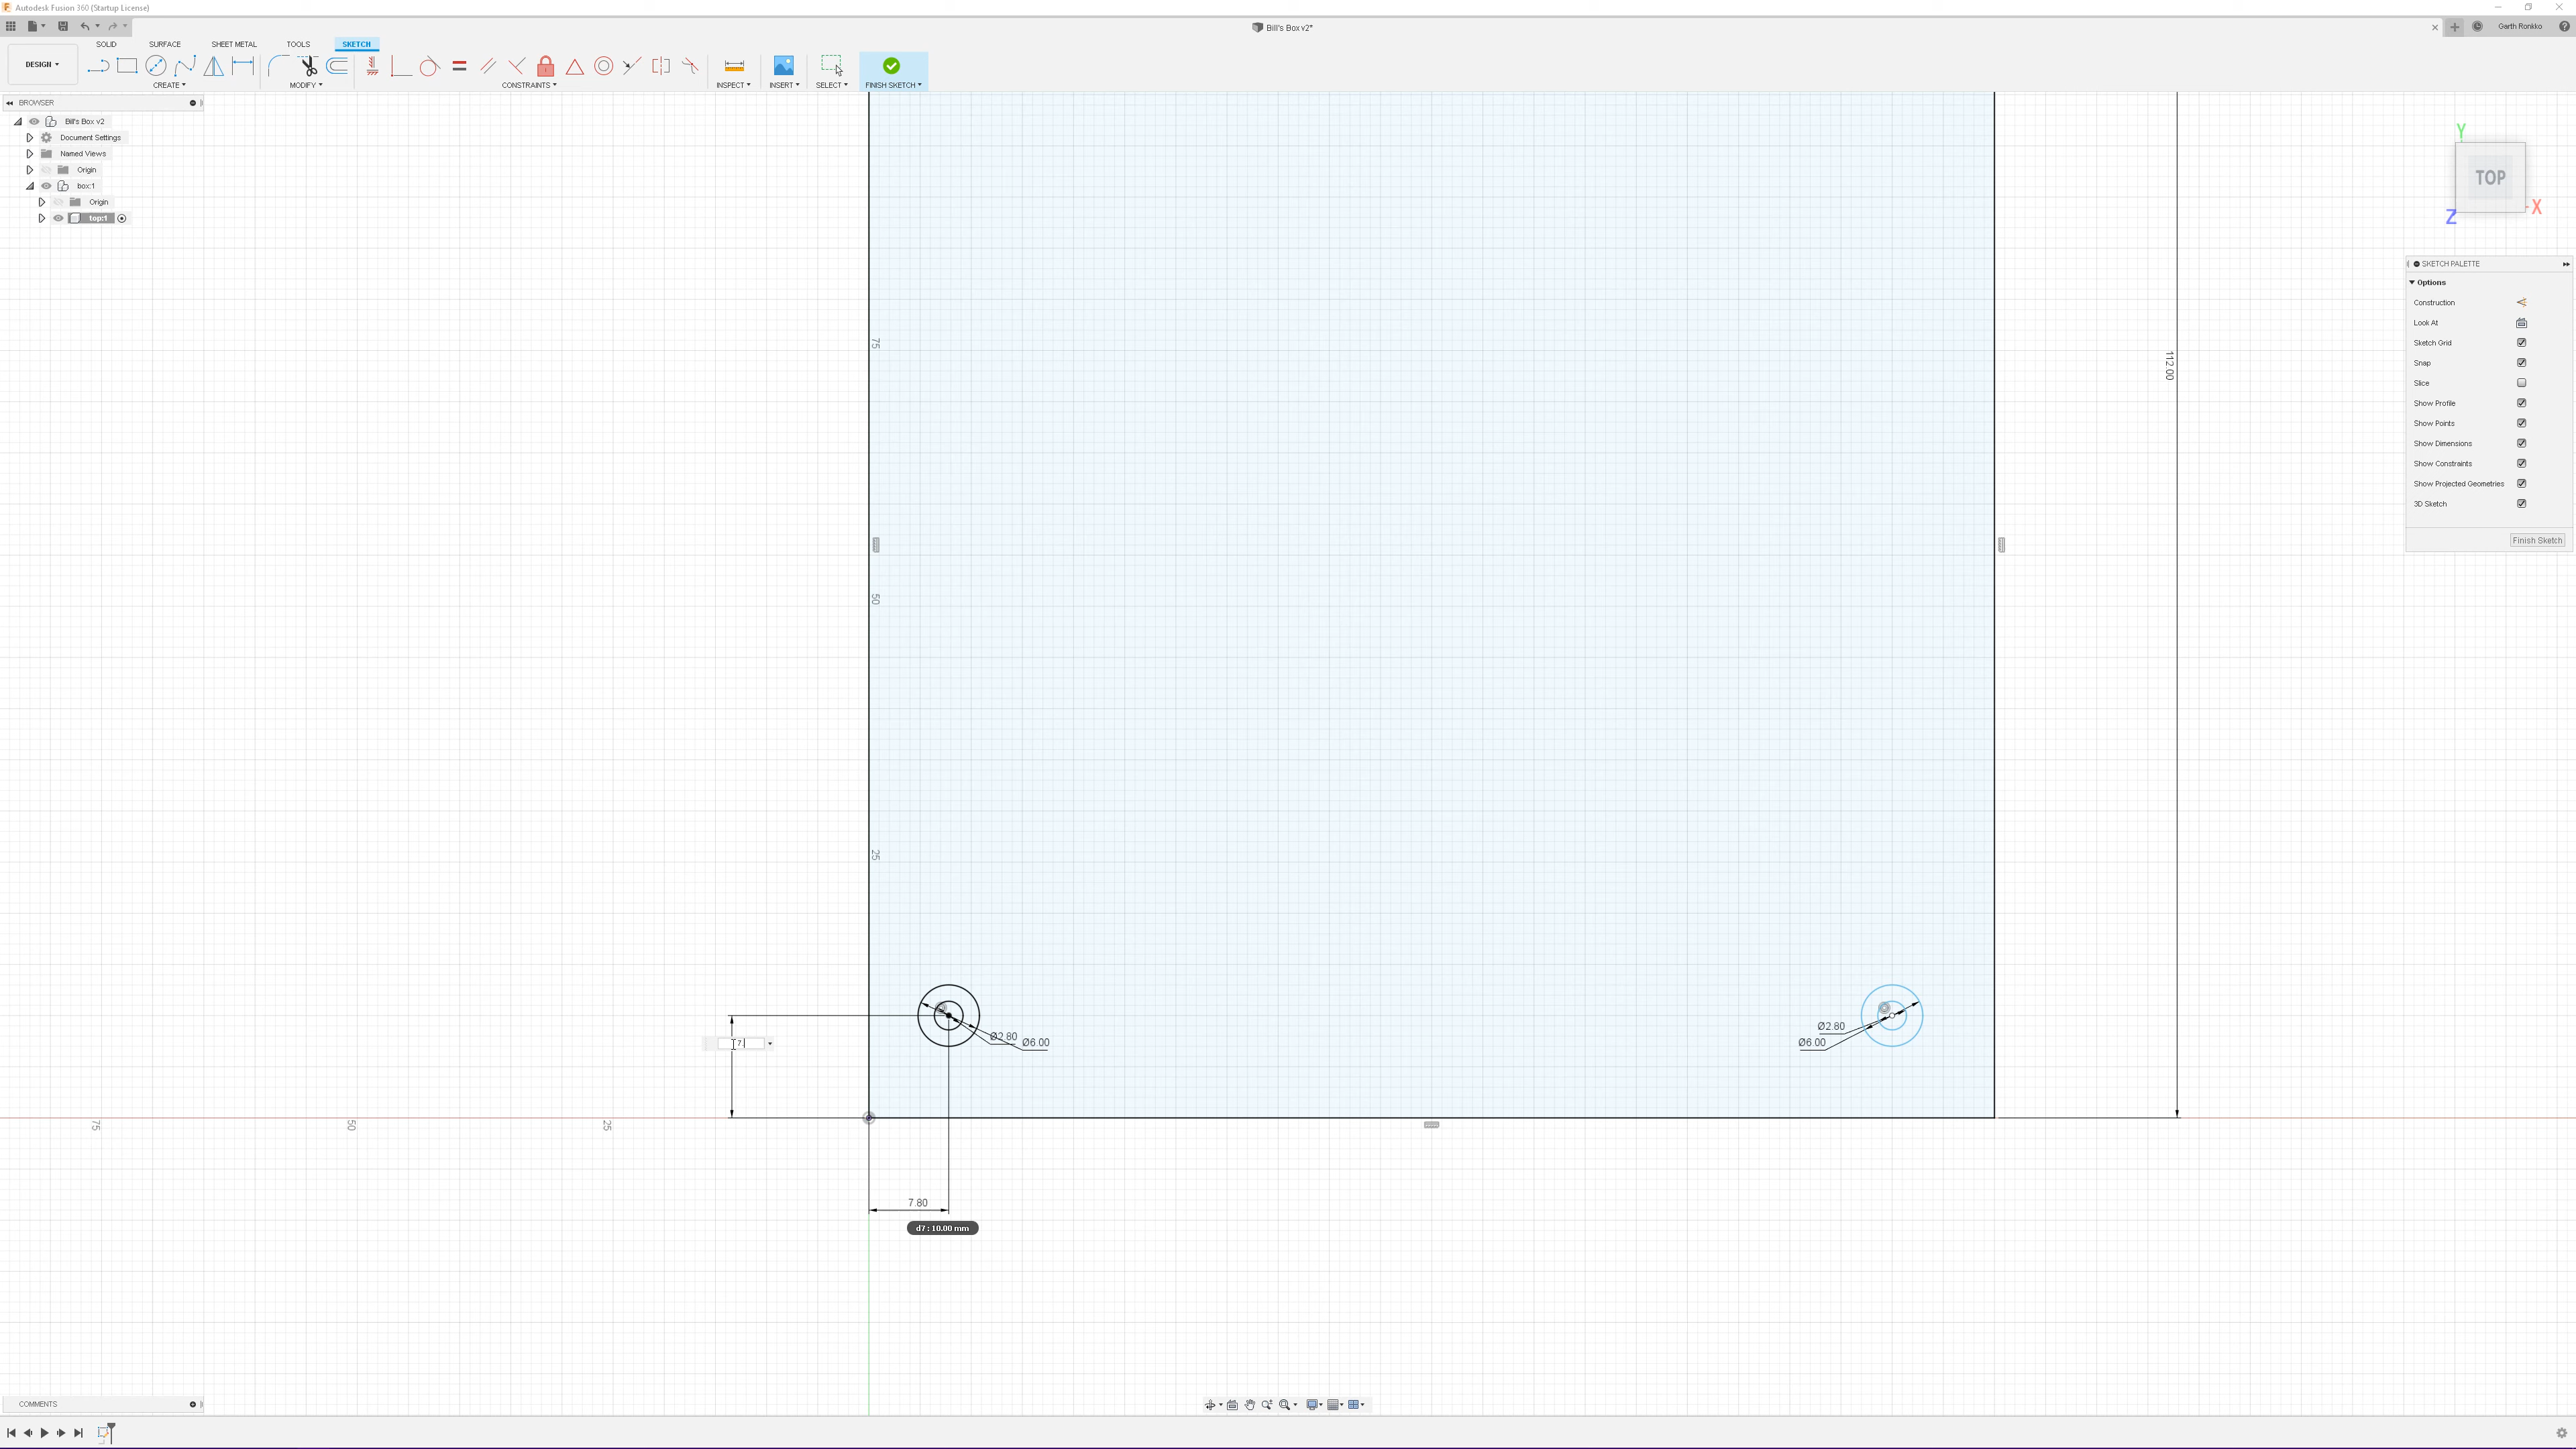 Autodesk Fusion 360 (Startup License)
Bill's Box v2*
Garth Ronkko
SOLID SURFACE SHEET METAL TOOLS SKETCH
DESIGN
CREATE MODIFY CONSTRAINTS INSPECT INSERT SELECT FINISH SKETCH
BROWSER
Bill's Box v2
Document Settings
Named Views
Origin
box:1
Origin
top:1
Y
TOP
X
Z
SKETCH PALETTE
Options
Construction
Look At
Sketch Grid
Snap
Slice
Show Profile
Show Points
Show Dimensions
Show Constraints
Show Projected Geometries
3D Sketch
Finish Sketch
75
112.00
50
25
Ø2.80
Ø6.00
Ø2.80
Ø6.00
7.
75
50
25
7.80
d7 : 10.00 mm
COMMENTS